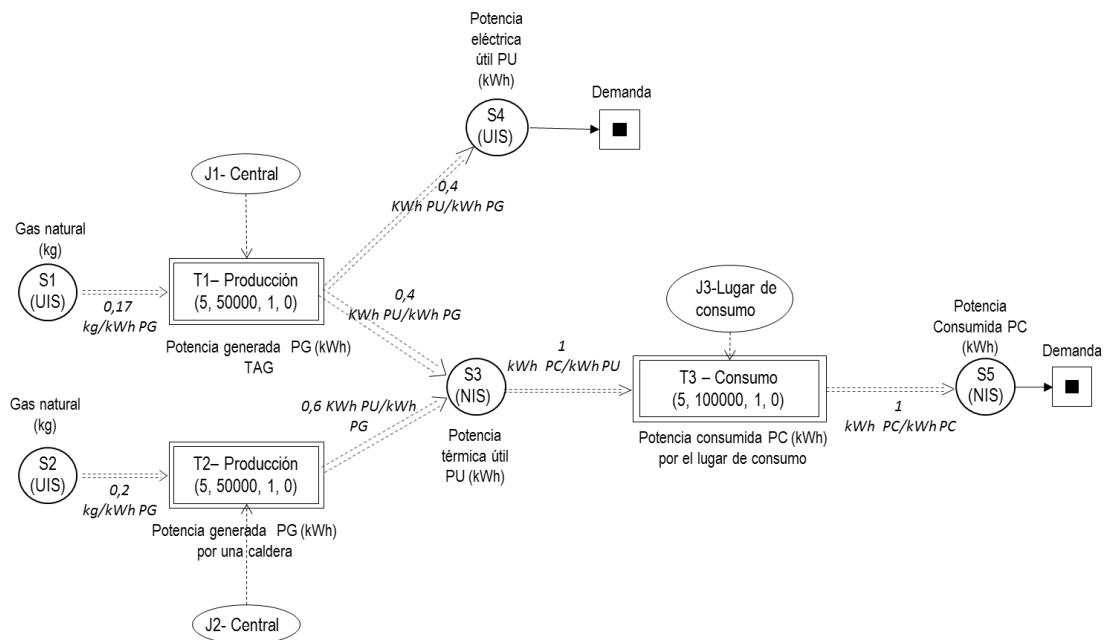 Potencia
eléctrica
útil PU
(kWh)
Demanda
S4
(UIS)
J1- Central
0,4
KWh PU/kWh PG
Gas natural
(kg)
S1
(UIS)
0,17
kg/kWh PG
T1– Producción
(5, 50000, 1, 0)
Potencia generada PG (kWh)
TAG
0,4
KWh PU/kWh PG
J3-Lugar de
consumo
Potencia
Consumida PC
(kWh)
Demanda
S3
(NIS)
Potencia
térmica útil
PU (kWh)
1
kWh PC/kWh PU
T3 – Consumo
(5, 100000, 1, 0)
Potencia consumida PC (kWh)
por el lugar de consumo
1
kWh PC/kWh PC
S5
(NIS)
Gas natural
(kg)
S2
(UIS)
0,2
kg/kWh PG
T2– Producción
(5, 50000, 1, 0)
Potencia generada PG (kWh)
por una caldera
0,6 KWh PU/kWh
PG
J2- Central